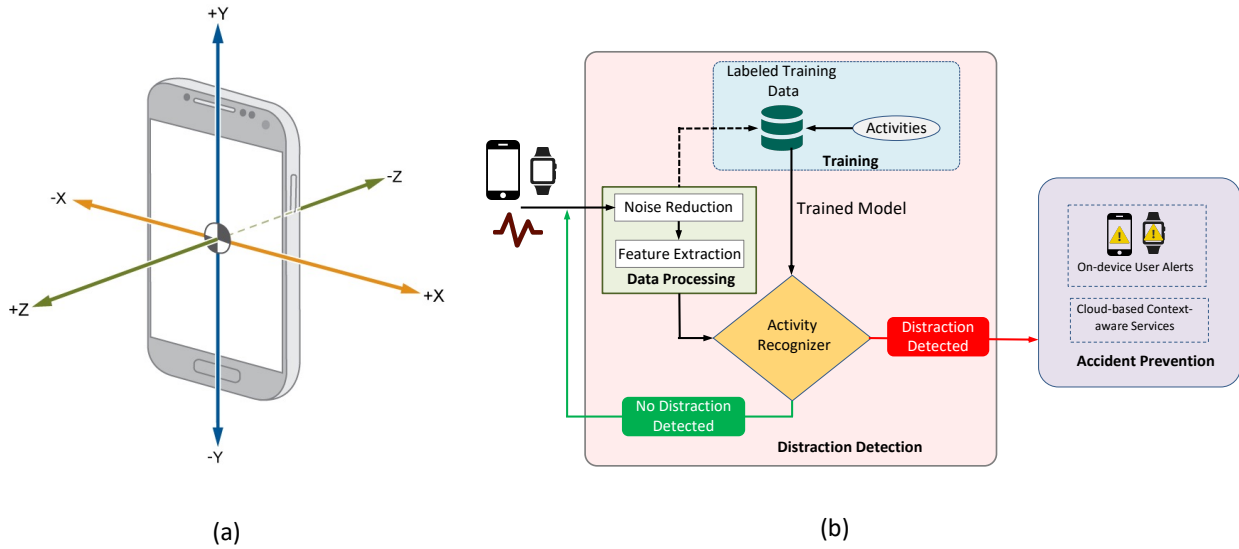 +Y
-Z
-X
+X
+Z
-Y
(a)
Labeled Training
Data
Activities
Training
Noise Reduction
Feature Extraction
Data Processing
Trained Model
Activity
Recognizer
Distraction
Detected
No Distraction
Detected
Distraction Detection
On-device User Alerts
Cloud-based Context-
aware Services
Accident Prevention
(b)